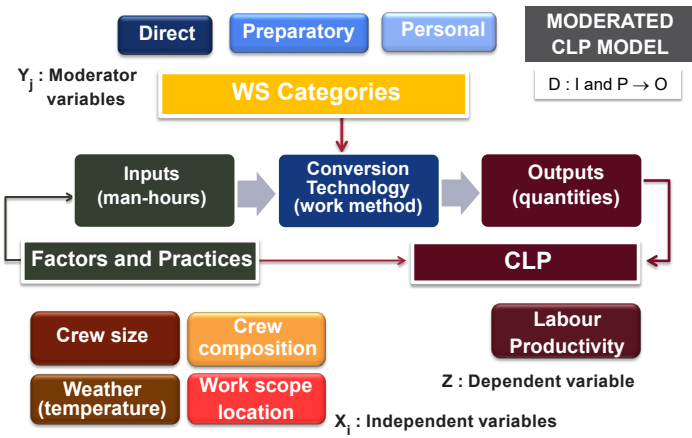 Direct
Preparatory
Personal
MODERATED
CLP MODEL
D : I and P → O
Yj : Moderator
variables
WS Categories
Inputs
(man-hours)
Conversion
Technology
(work method)
Outputs
(quantities)
Factors and Practices
CLP
Crew size
Crew
composition
Labour
Productivity
Weather
(temperature)
Work scope
location
Z : Dependent variable
Xi : Independent variables